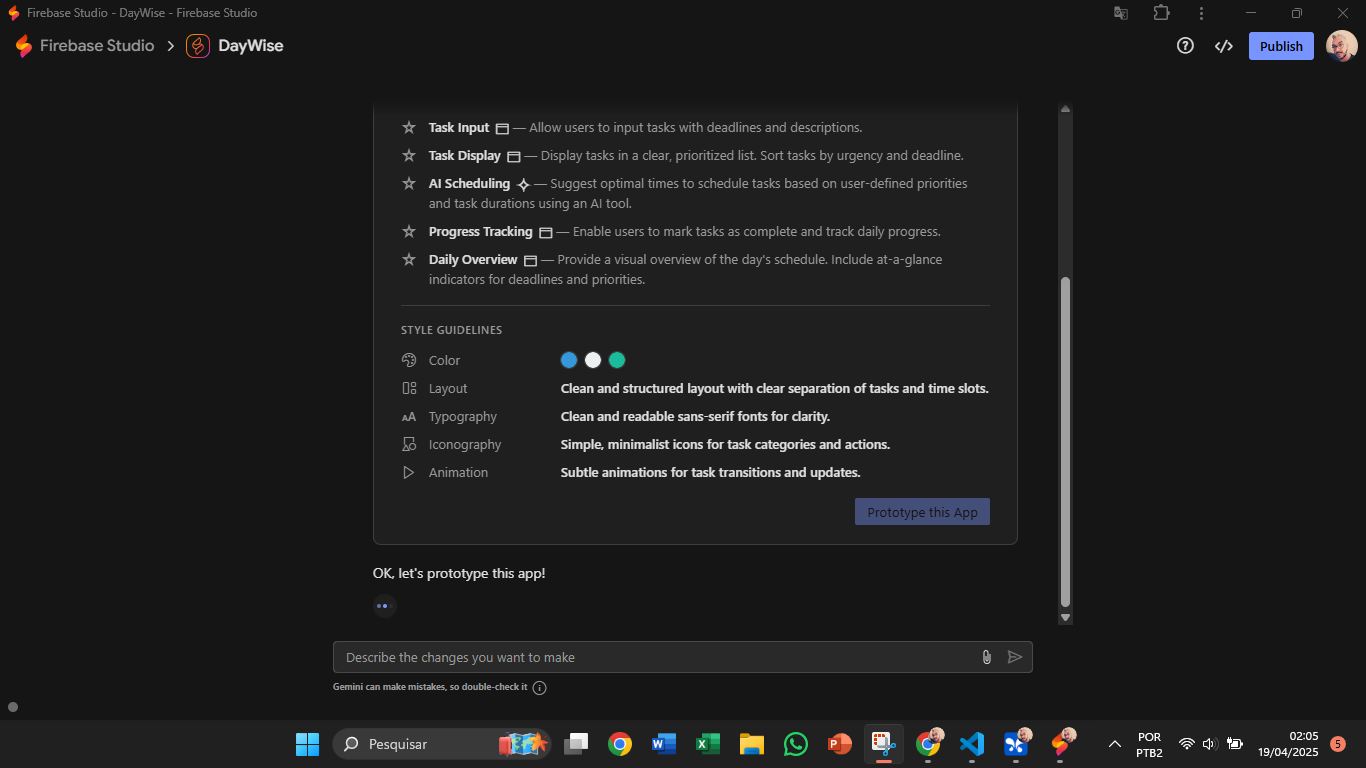 Firebase Studio - DayWise - Firebase Studio
Firebase Studio > DayWise
Publish
Task Input — Allow users to input tasks with deadlines and descriptions.
Task Display — Display tasks in a clear, prioritized list. Sort tasks by urgency and deadline.
AI Scheduling — Suggest optimal times to schedule tasks based on user-defined priorities
and task durations using an AI tool.
Progress Tracking — Enable users to mark tasks as complete and track daily progress.
Daily Overview — Provide a visual overview of the day's schedule. Include at-a-glance
indicators for deadlines and priorities.
STYLE GUIDELINES
Color
Layout Clean and structured layout with clear separation of tasks and time slots.
Typography Clean and readable sans-serif fonts for clarity.
Iconography Simple, minimalist icons for task categories and actions.
Animation Subtle animations for task transitions and updates.
Prototype this App
OK, let's prototype this app!
Describe the changes you want to make
Gemini can make mistakes, so double-check it
Pesquisar
POR
PTB2
02:05
19/04/2025
5